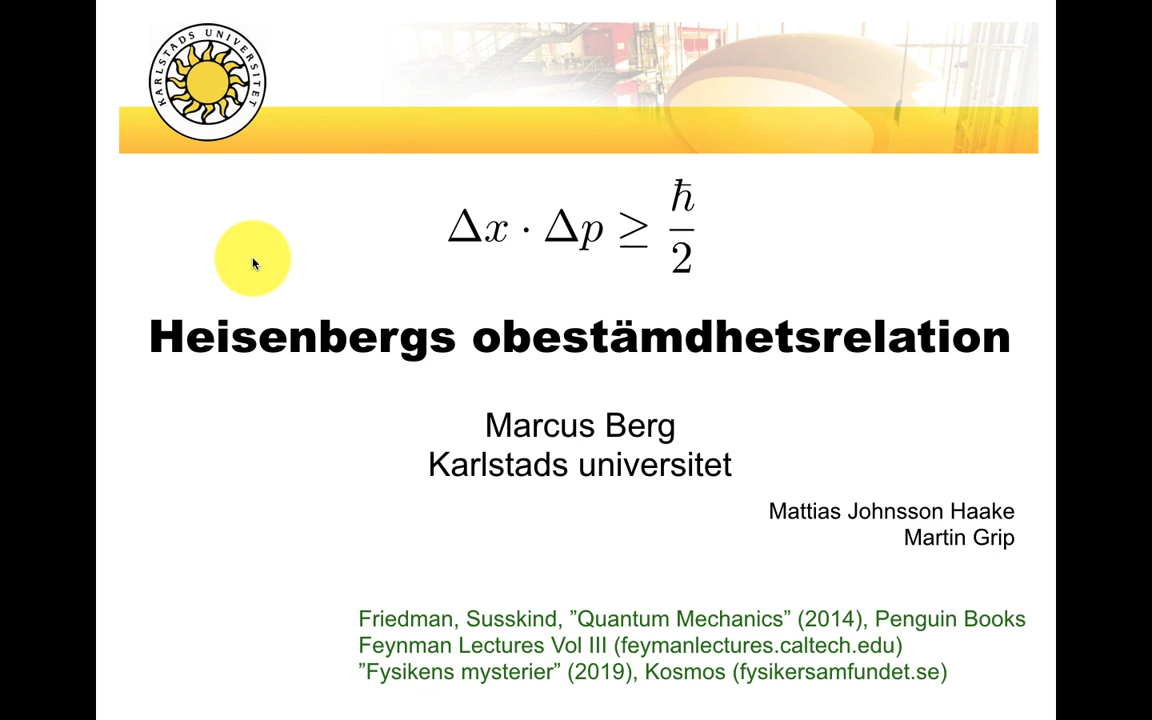 KARLSTADS UNIVERSITET
Δx · Δp ≥ ħ/2
Heisenbergs obestämdhetsrelation
Marcus Berg
Karlstads universitet
Mattias Johnsson Haake
Martin Grip
Friedman, Susskind, ”Quantum Mechanics” (2014), Penguin Books
Feynman Lectures Vol III (feymanlectures.caltech.edu)
”Fysikens mysterier” (2019), Kosmos (fysikersamfundet.se)